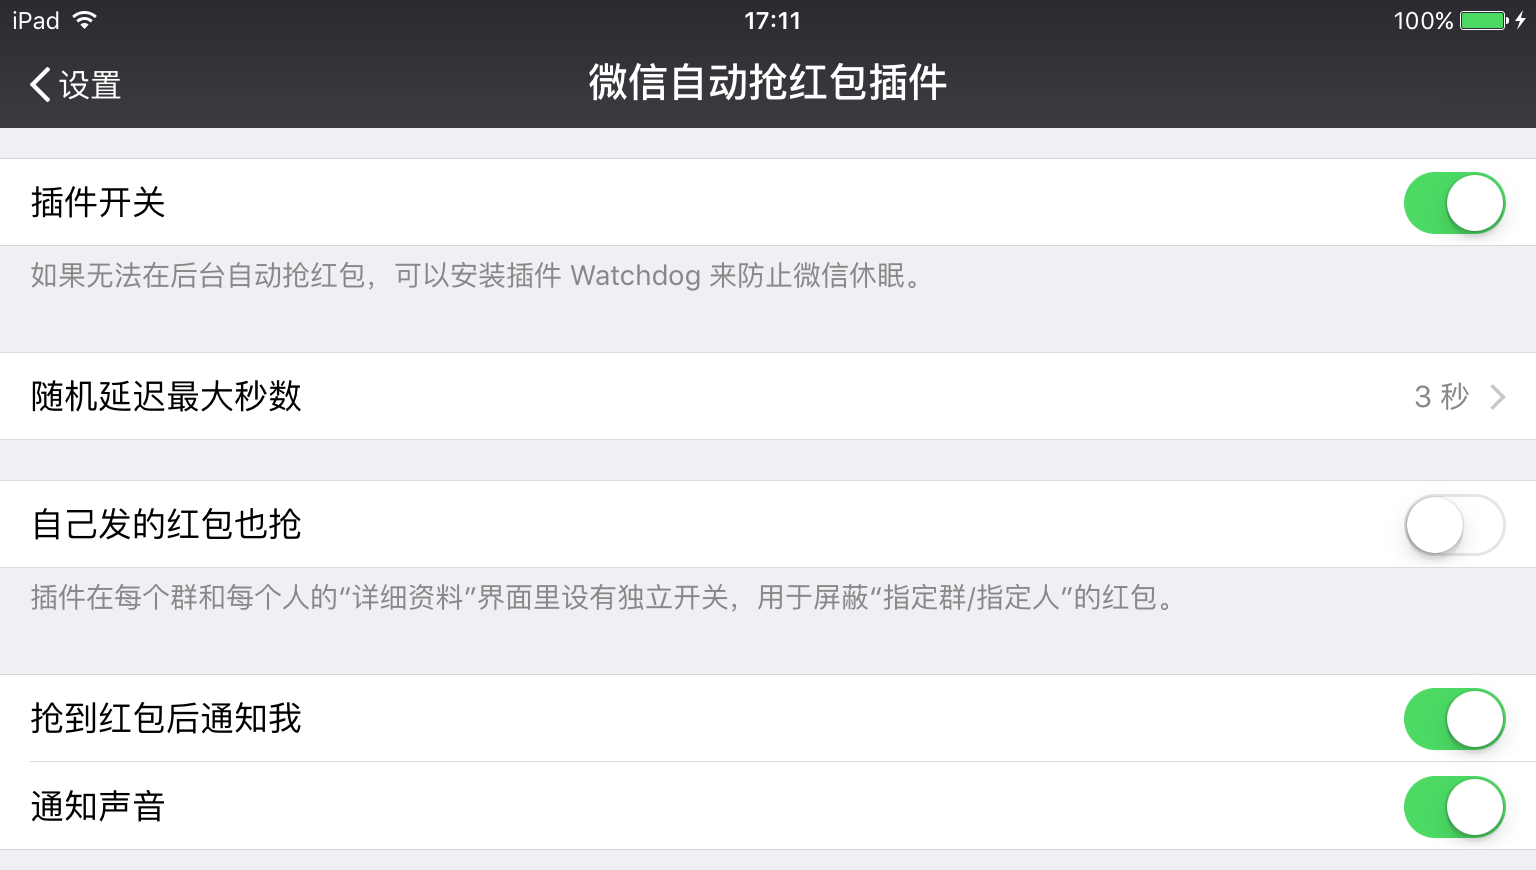 iPad 17:11 100%
设置 微信自动抢红包插件
插件开关
如果无法在后台自动抢红包，可以安装插件 Watchdog 来防止微信休眠。
随机延迟最大秒数 3 秒
自己发的红包也抢
插件在每个群和每个人的“详细资料”界面里设有独立开关，用于屏蔽“指定群/指定人”的红包。
抢到红包后通知我
通知声音